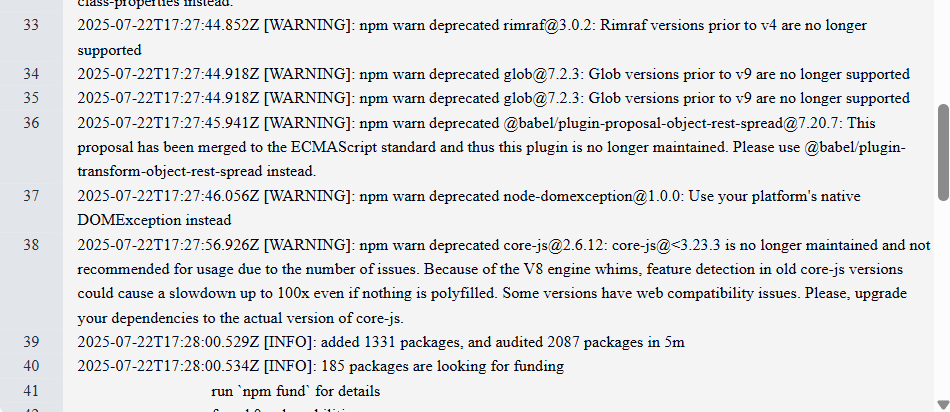 class-properties instead.
33 2025-07-22T17:27:44.852Z [WARNING]: npm warn deprecated rimraf@3.0.2: Rimraf versions prior to v4 are no longer
supported
34 2025-07-22T17:27:44.918Z [WARNING]: npm warn deprecated glob@7.2.3: Glob versions prior to v9 are no longer supported
35 2025-07-22T17:27:44.918Z [WARNING]: npm warn deprecated glob@7.2.3: Glob versions prior to v9 are no longer supported
36 2025-07-22T17:27:45.941Z [WARNING]: npm warn deprecated @babel/plugin-proposal-object-rest-spread@7.20.7: This
proposal has been merged to the ECMAScript standard and thus this plugin is no longer maintained. Please use @babel/plugin-
transform-object-rest-spread instead.
37 2025-07-22T17:27:46.056Z [WARNING]: npm warn deprecated node-domexception@1.0.0: Use your platform's native
DOMException instead
38 2025-07-22T17:27:56.926Z [WARNING]: npm warn deprecated core-js@2.6.12: core-js@<3.23.3 is no longer maintained and not
recommended for usage due to the number of issues. Because of the V8 engine whims, feature detection in old core-js versions
could cause a slowdown up to 100x even if nothing is polyfilled. Some versions have web compatibility issues. Please, upgrade
your dependencies to the actual version of core-js.
39 2025-07-22T17:28:00.529Z [INFO]: added 1331 packages, and audited 2087 packages in 5m
40 2025-07-22T17:28:00.534Z [INFO]: 185 packages are looking for funding
41 run `npm fund` for details